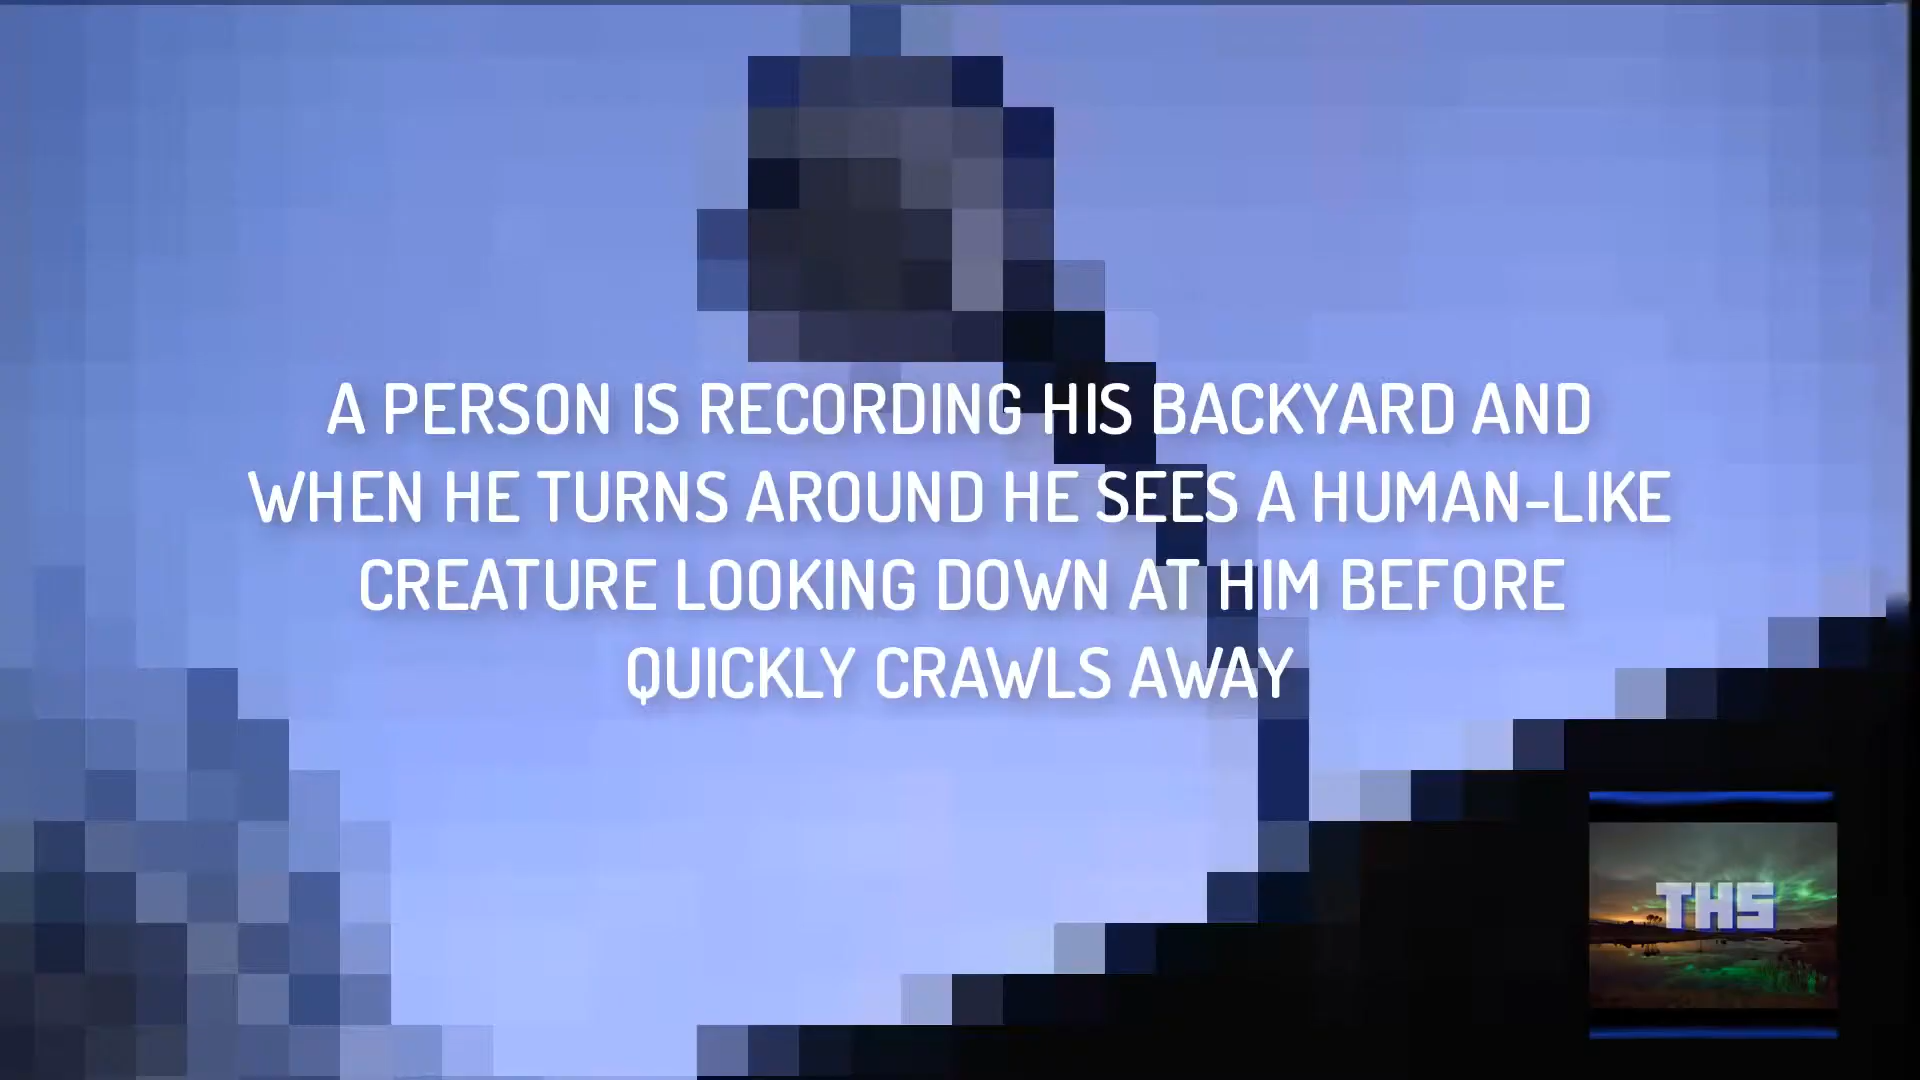 A PERSON IS RECORDING HIS BACKYARD AND
WHEN HE TURNS AROUND HE SEES A HUMAN-LIKE
CREATURE LOOKING DOWN AT HIM BEFORE
QUICKLY CRAWLS AWAY
THS